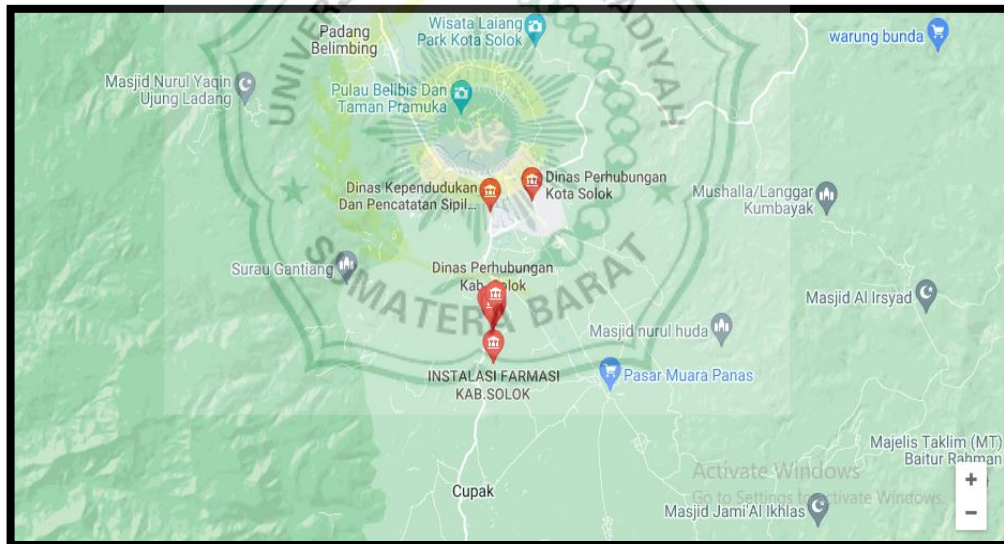 Wisata Laiang
Park Kota Solok
Padang
Belimbing
warung bunda
Masjid Nurul Yaqin
Ujung Ladang
Pulau Belibis Dan
Taman Pramuka
Dinas Kependudukan
Dan Pencatatan Sipil...
Dinas Perhubungan
Kota Solok
Mushalla/Langgar
Kumbayak
Surau Gantiang
Dinas Perhubungan
Kab. Solok
Masjid Al Irsyad
Masjid nurul huda
INSTALASI FARMASI
KAB.SOLOK
Pasar Muara Panas
Majelis Taklim (MT)
Baitur Rahman
Cupak
Activate Windows
Go to Settings to activate Windows.
Masjid Jami'Al Ikhlas
+
−
SUMATERA BARAT